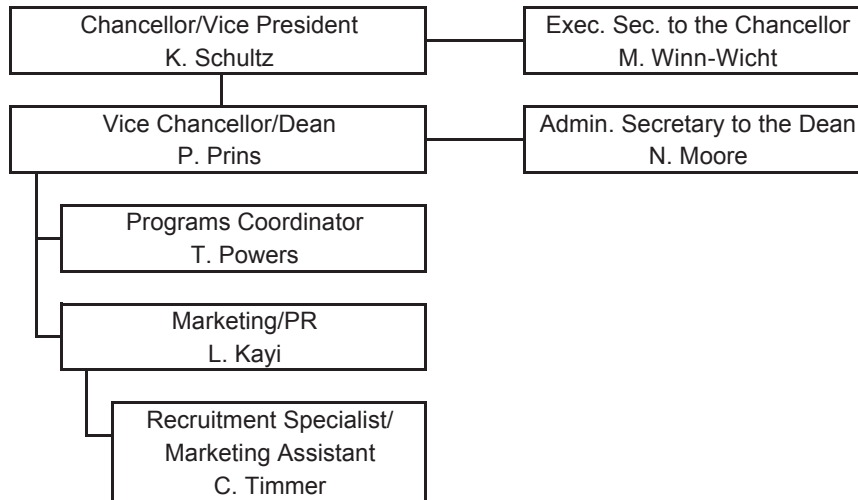 Chancellor/Vice President
K. Schultz
Exec. Sec. to the Chancellor
M. Winn-Wicht
Vice Chancellor/Dean
P. Prins
Admin. Secretary to the Dean
N. Moore
Programs Coordinator
T. Powers
Marketing/PR
L. Kayi
Recruitment Specialist/
Marketing Assistant
C. Timmer